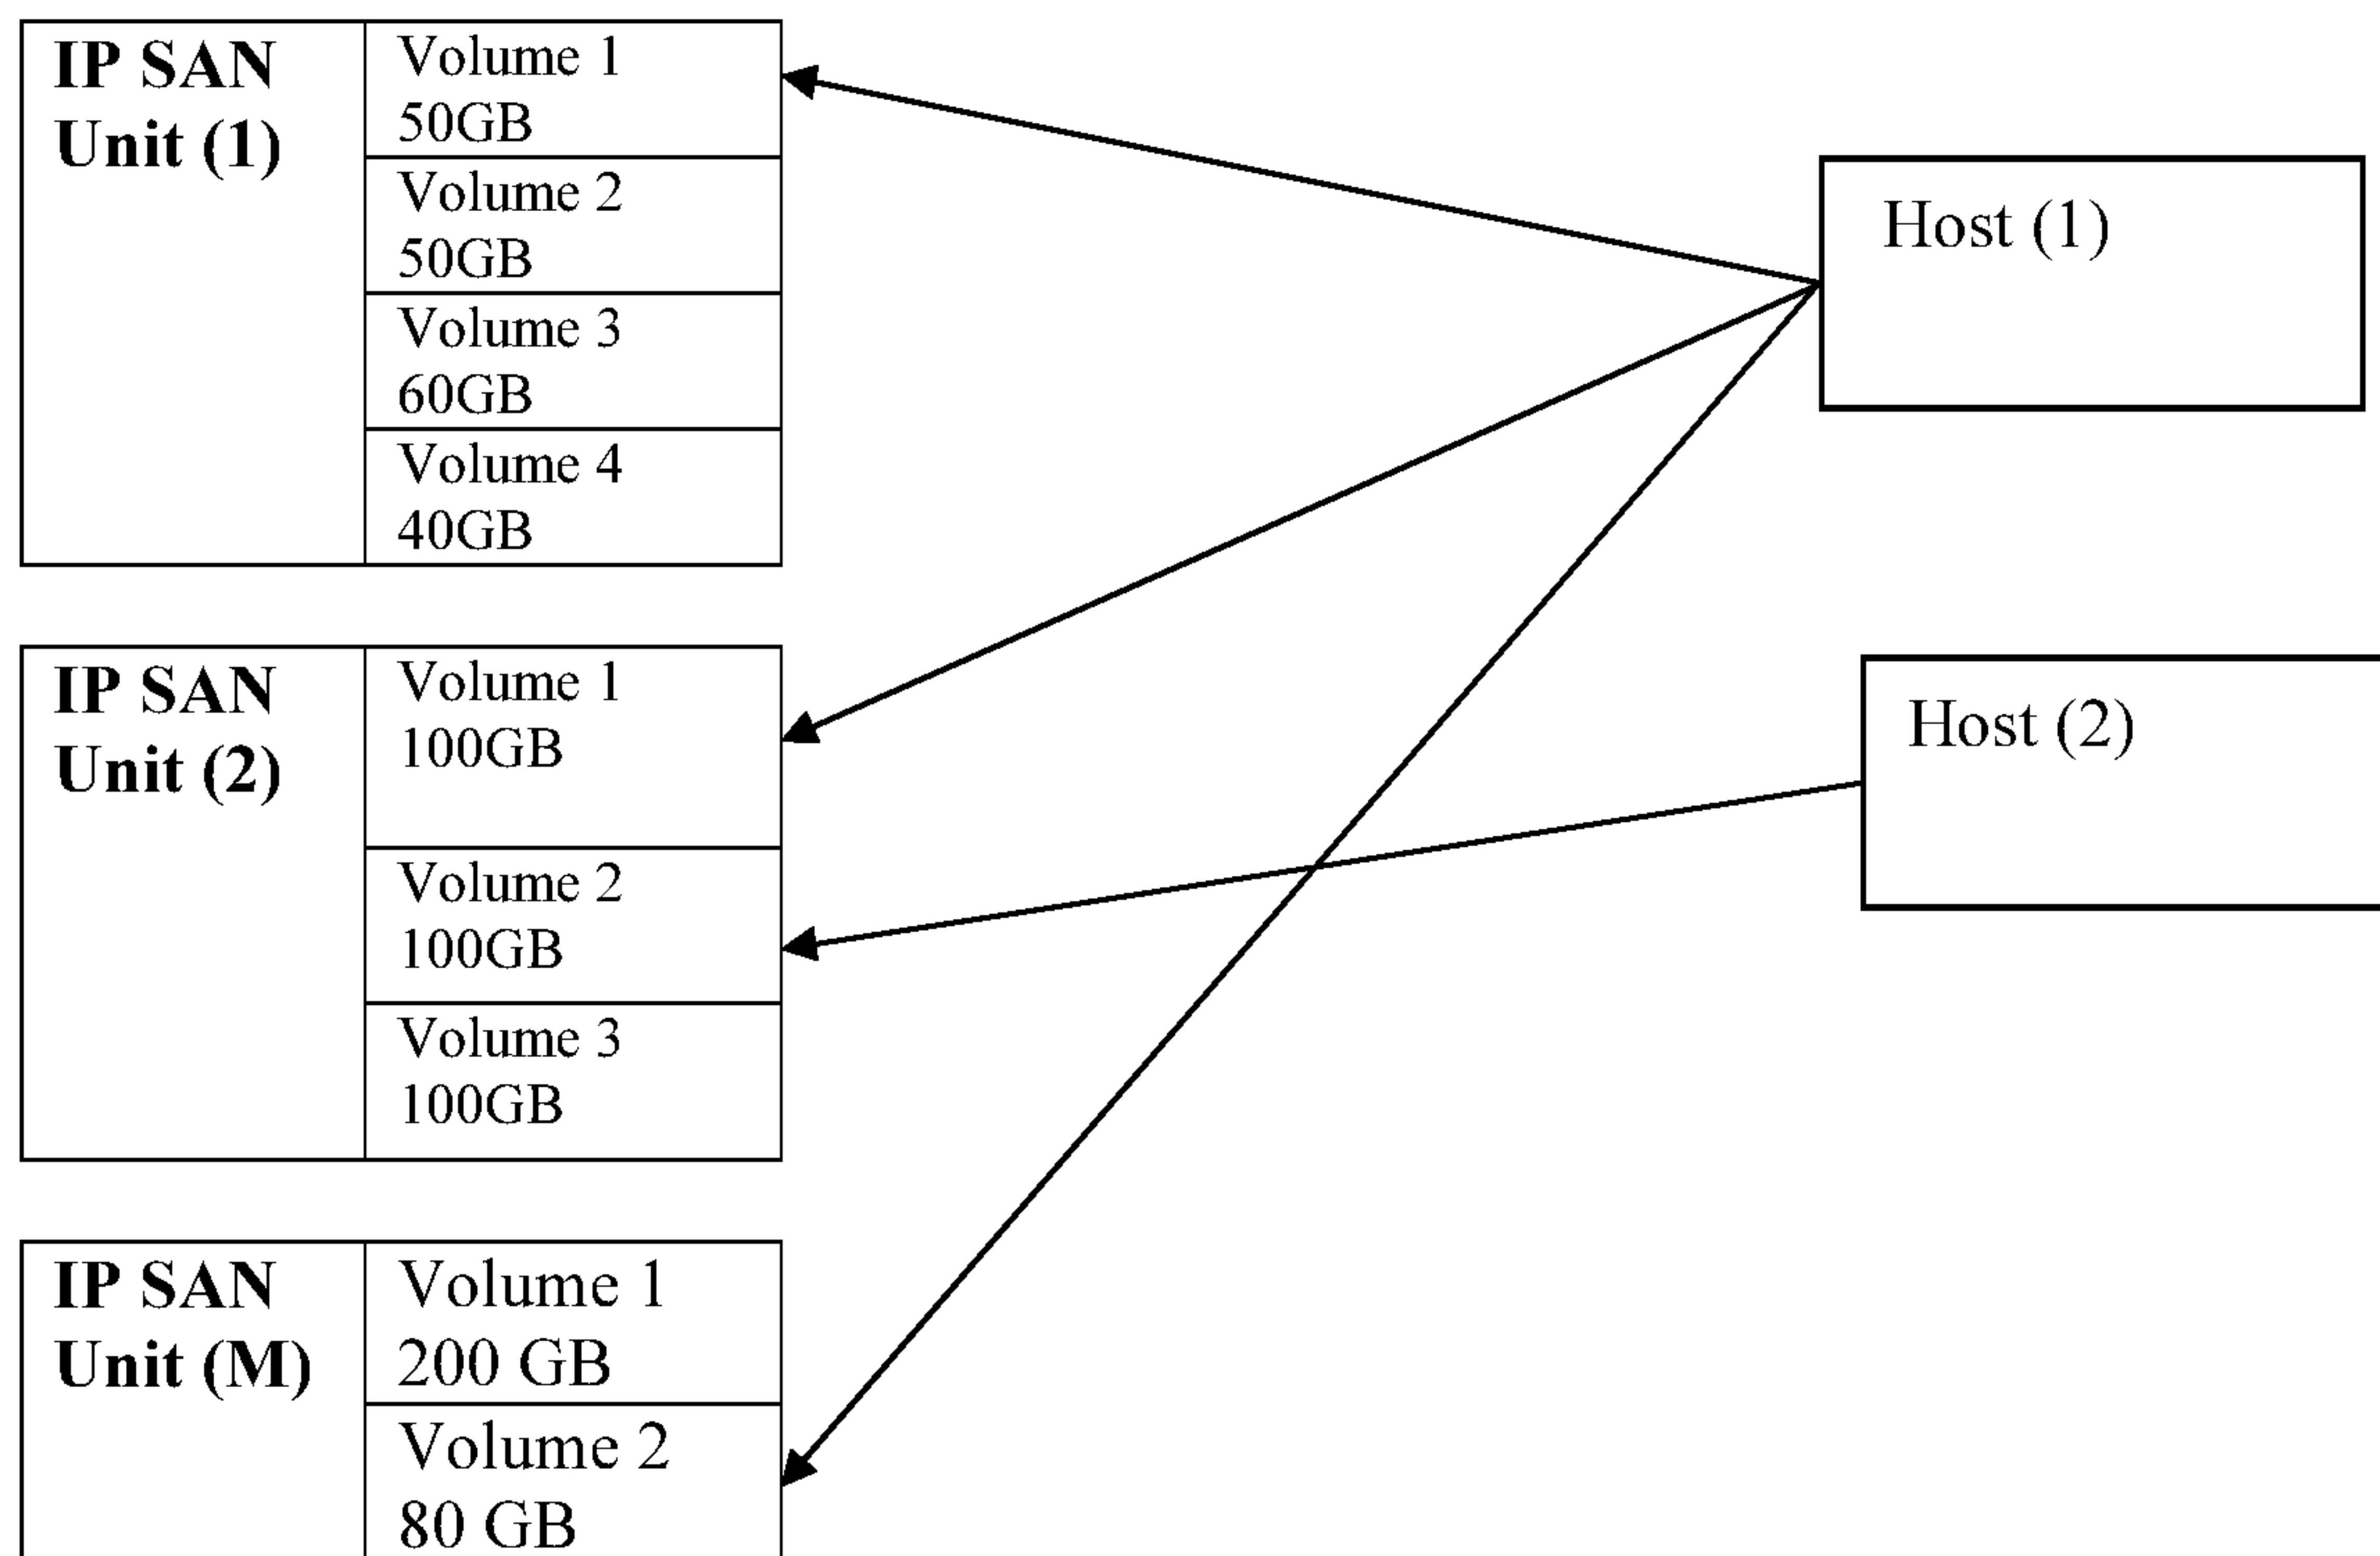 IP SAN
Unit (1)
Volume 1
50GB
Volume 2
50GB
Volume 3
60GB
Volume 4
40GB
Host (1)
IP SAN
Unit (2)
Volume 1
100GB
Volume 2
100GB
Volume 3
100GB
Host (2)
IP SAN
Unit (M)
Volume 1
200 GB
Volume 2
80 GB